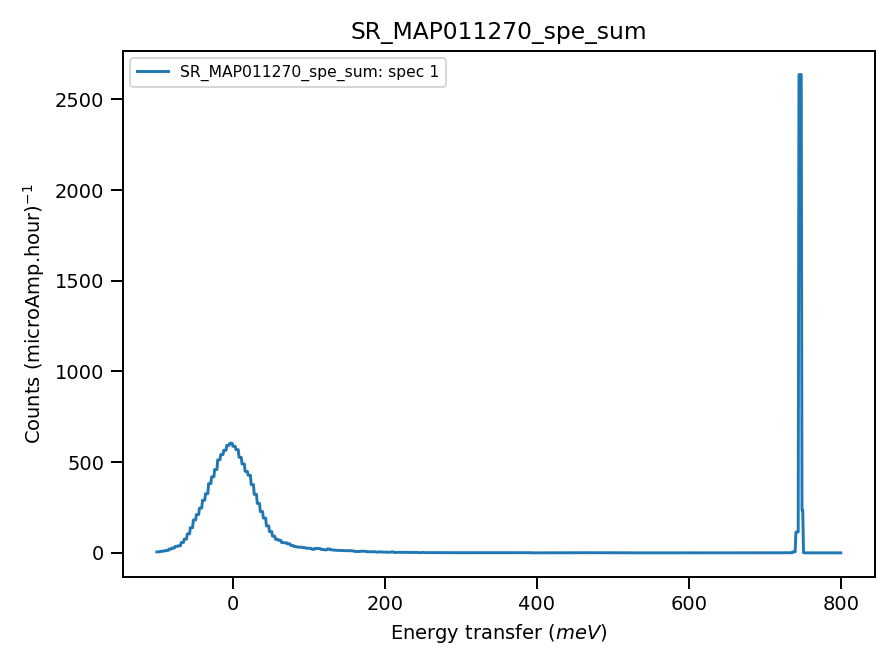 SR_MAP011270_spe_sum
SR_MAP011270_spe_sum: spec 1
Counts (microAmp.hour)⁻¹
2500
2000
1500
1000
500
0
0 200 400 600 800
Energy transfer (meV)